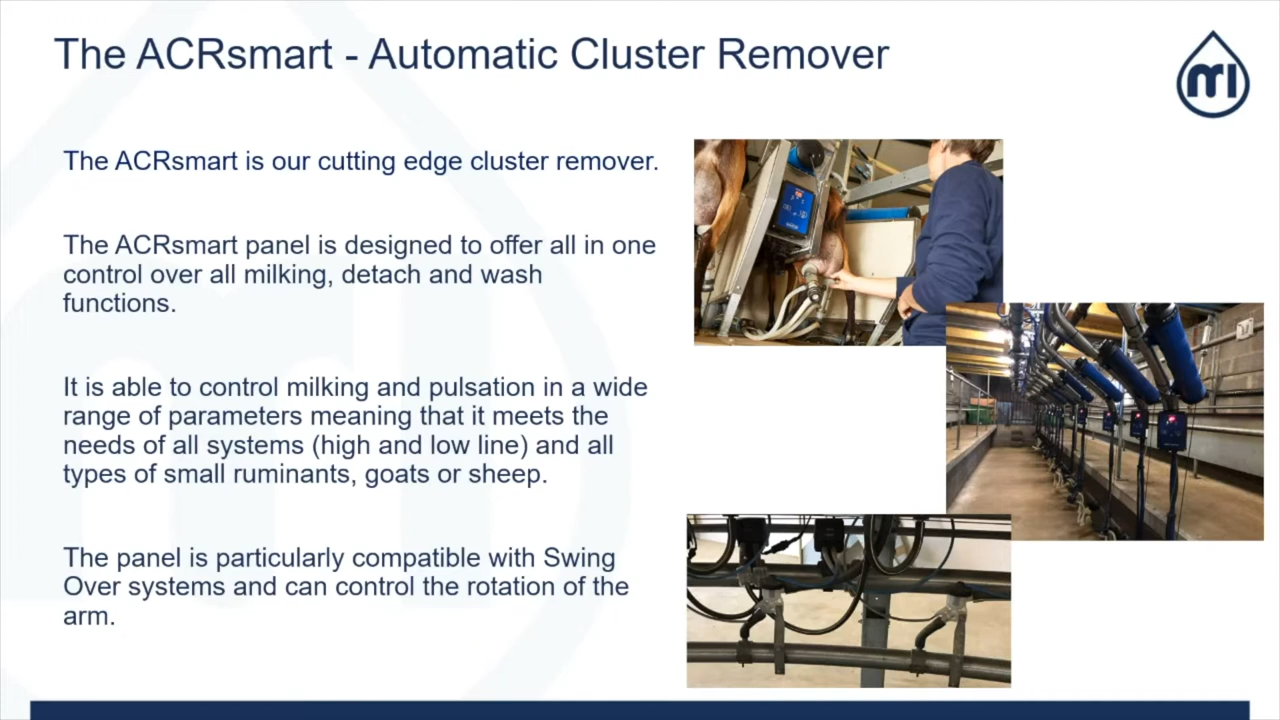 The ACRsmart - Automatic Cluster Remover
The ACRsmart is our cutting edge cluster remover.
The ACRsmart panel is designed to offer all in one
control over all milking, detach and wash
functions.
It is able to control milking and pulsation in a wide
range of parameters meaning that it meets the
needs of all systems (high and low line) and all
types of small ruminants, goats or sheep.
The panel is particularly compatible with Swing
Over systems and can control the rotation of the
arm.